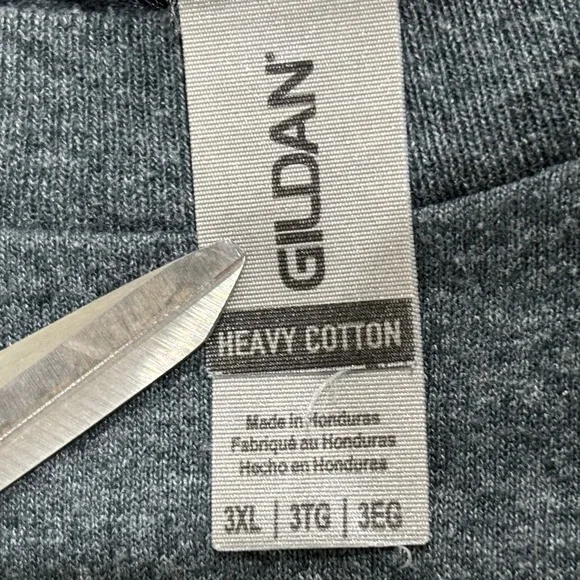 GILDAN
HEAVY COTTON
Made in Honduras
Fabriqué au Honduras
Hecho en Honduras
3XL | 3TG | 3EG